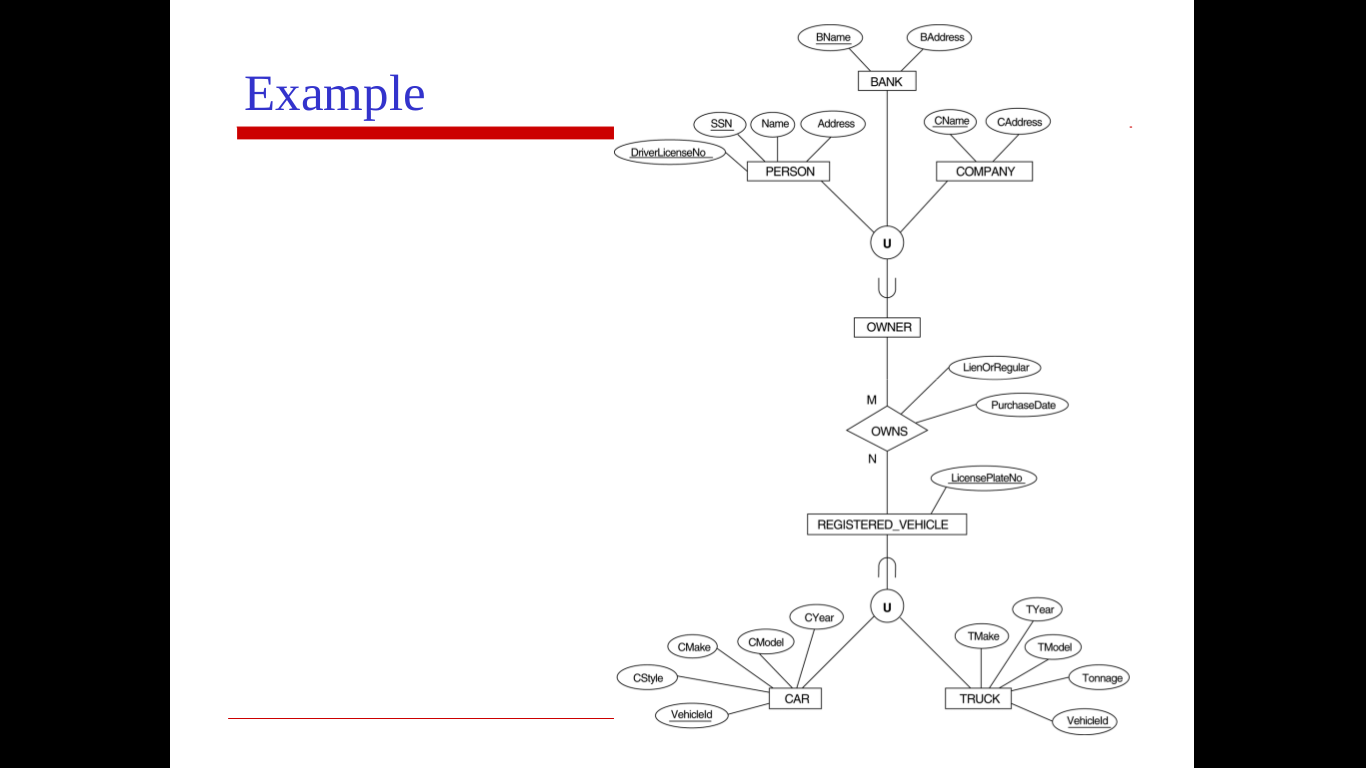 Example
BName
BAddress
BANK
SSN
Name
Address
CName
CAddress
DriverLicenseNo
PERSON
COMPANY
U
OWNER
LienOrRegular
M
PurchaseDate
OWNS
N
LicensePlateNo
REGISTERED_VEHICLE
U
CYear
TYear
CMake
CModel
TMake
TModel
CStyle
Tonnage
CAR
TRUCK
VehicleId
VehicleId